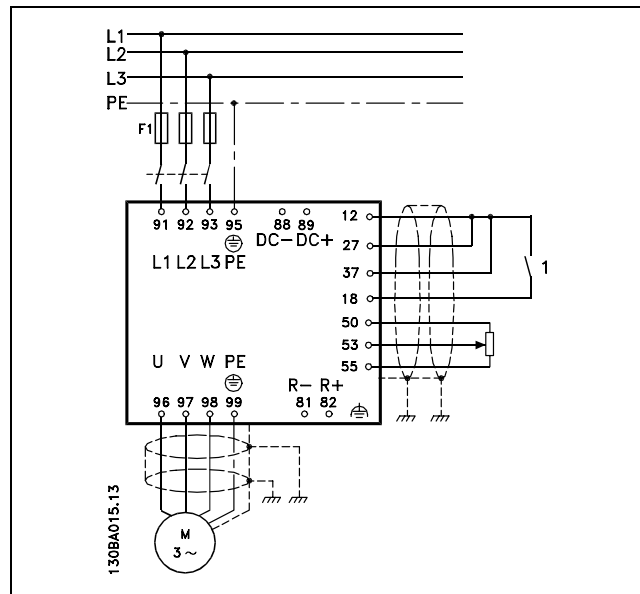 L1
L2
L3
PE
F1
91 92 93 95 88 89 12
DC- DC+
L1 L2 L3 PE
27
37
18
1
50
53
55
U V W PE
R- R+
96 97 98 99 81 82
M
3~
130BA015.13